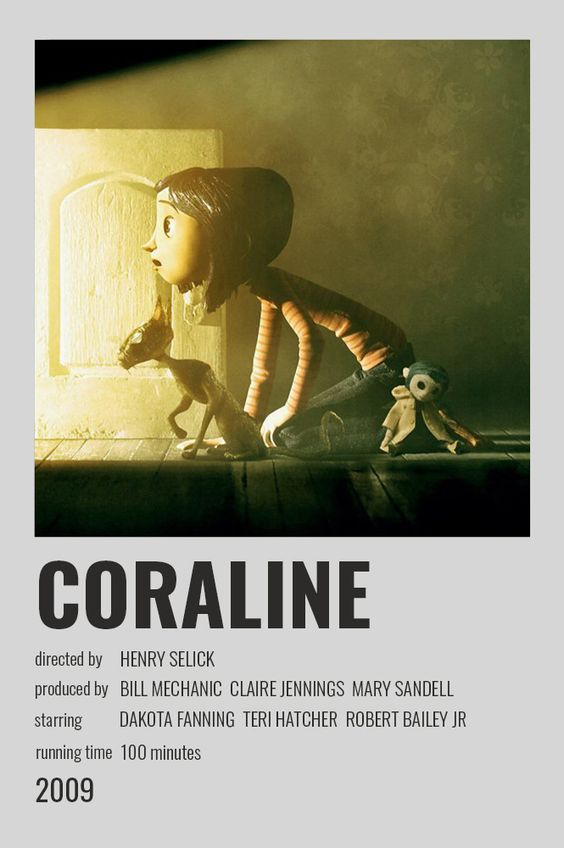 CORALINE
directed by HENRY SELICK
produced by BILL MECHANIC CLAIRE JENNINGS MARY SANDELL
starring DAKOTA FANNING TERI HATCHER ROBERT BAILEY JR
running time 100 minutes
2009